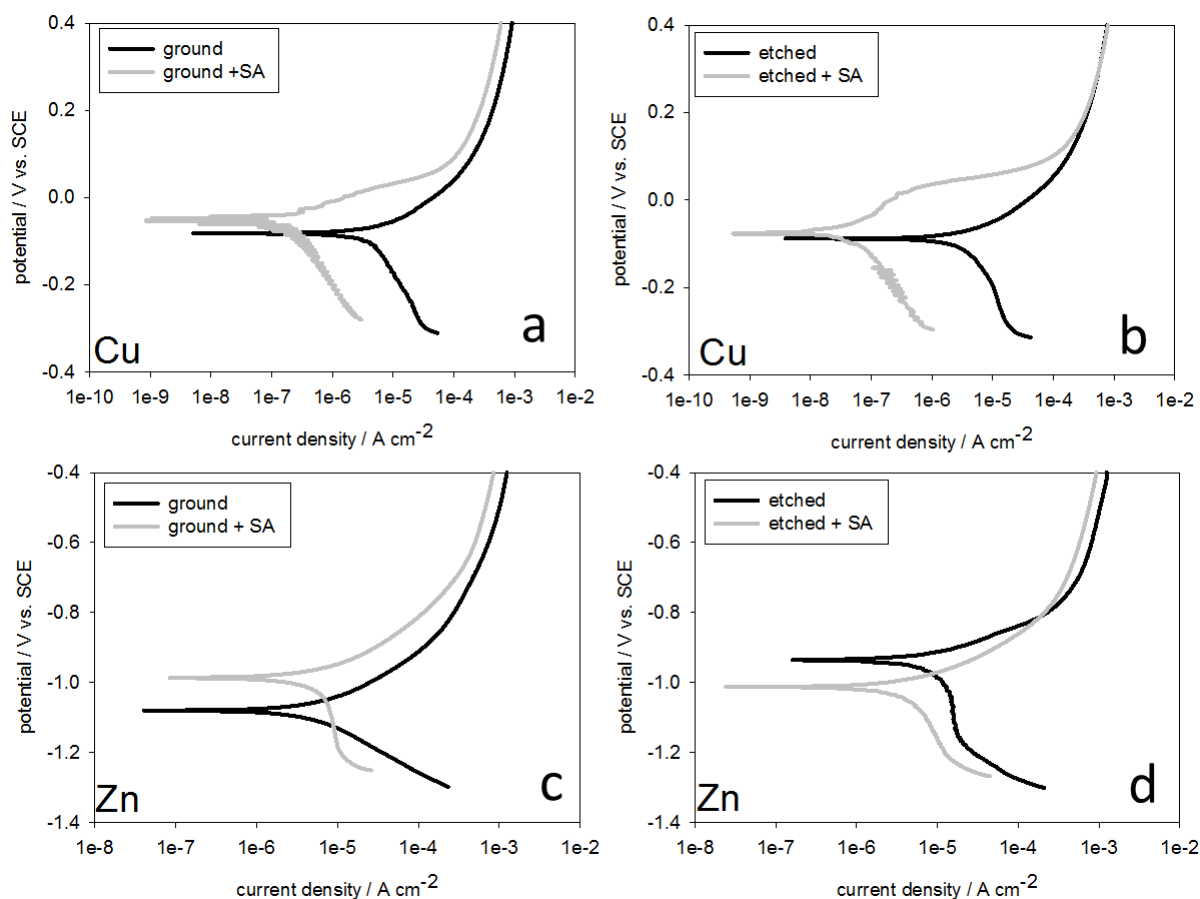 0.4
0.2
0.0
-0.2
-0.4
potential / V vs. SCE
ground
ground +SA
a
Cu
1e-10 1e-9 1e-8 1e-7 1e-6 1e-5 1e-4 1e-3 1e-2
current density / A cm-2
0.4
0.2
0.0
-0.2
-0.4
potential / V vs. SCE
etched
etched + SA
b
Cu
1e-10 1e-9 1e-8 1e-7 1e-6 1e-5 1e-4 1e-3 1e-2
current density / A cm-2
-0.4
-0.6
-0.8
-1.0
-1.2
-1.4
potential / V vs. SCE
ground
ground + SA
c
Zn
1e-8 1e-7 1e-6 1e-5 1e-4 1e-3 1e-2
current density / A cm-2
-0.4
-0.6
-0.8
-1.0
-1.2
-1.4
potential / V vs. SCE
etched
etched + SA
d
Zn
1e-8 1e-7 1e-6 1e-5 1e-4 1e-3 1e-2
current density / A cm-2